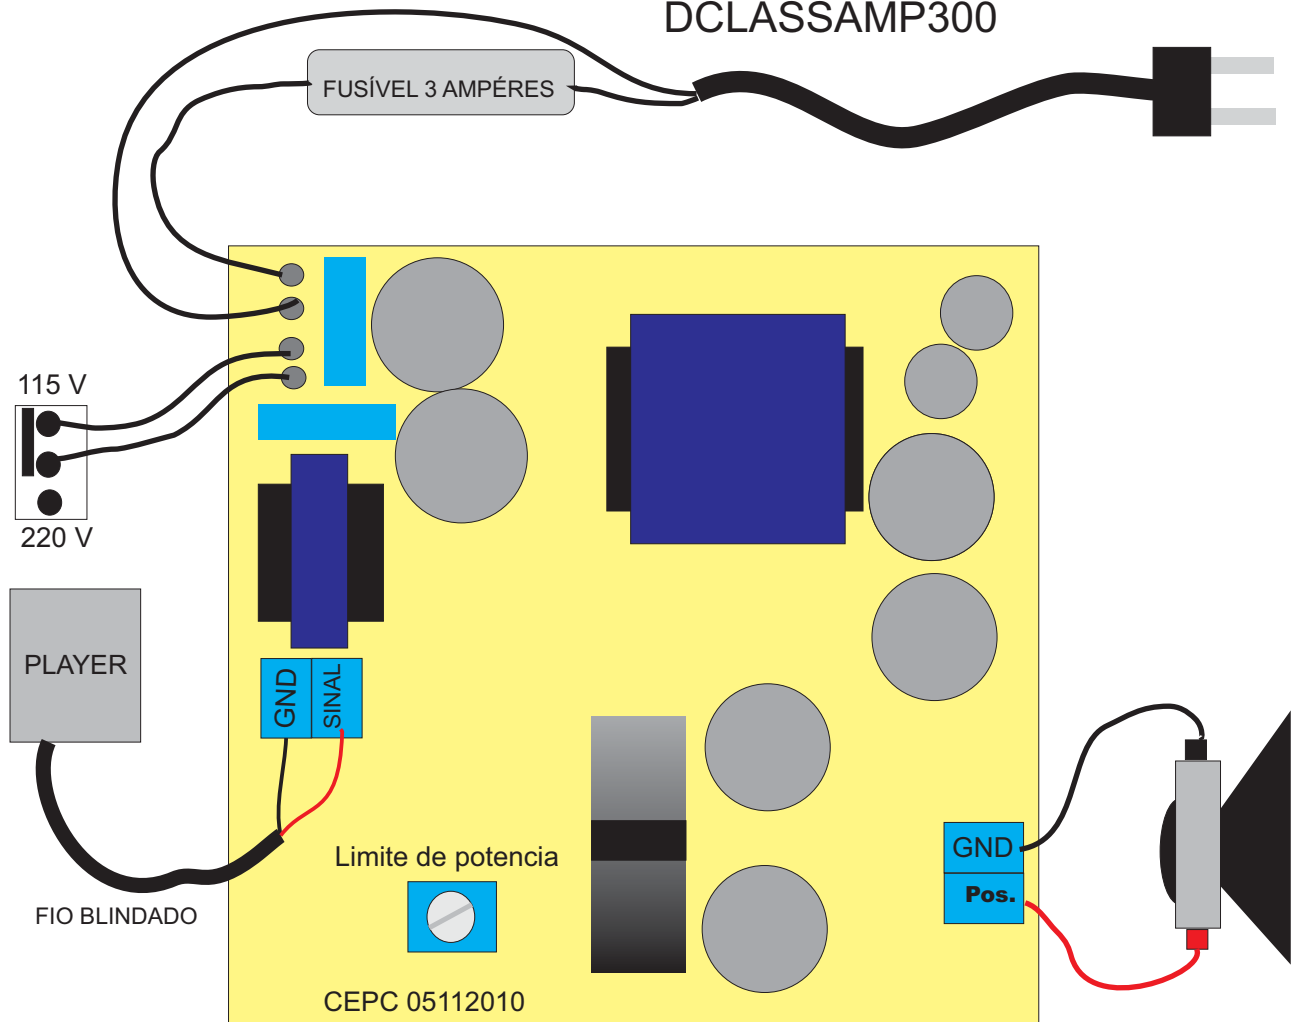 DCLASSAMP300
FUSÍVEL 3 AMPÉRES
115 V
220 V
PLAYER
GND
SINAL
FIO BLINDADO
Limite de potencia
GND
Pos.
CEPC 05112010